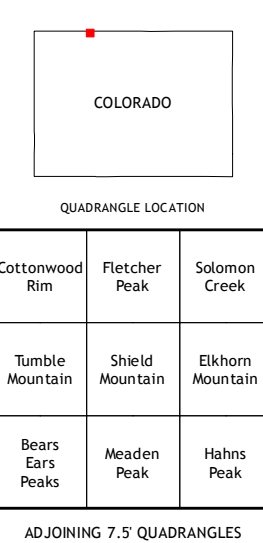 COLORADO
QUADRANGLE LOCATION
Cottonwood
Rim
Fletcher
Peak
Solomon
Creek
Tumble
Mountain
Shield
Mountain
Elkhorn
Mountain
Bears
Ears
Peaks
Meaden
Peak
Hahns
Peak
ADJOINING 7.5' QUADRANGLES